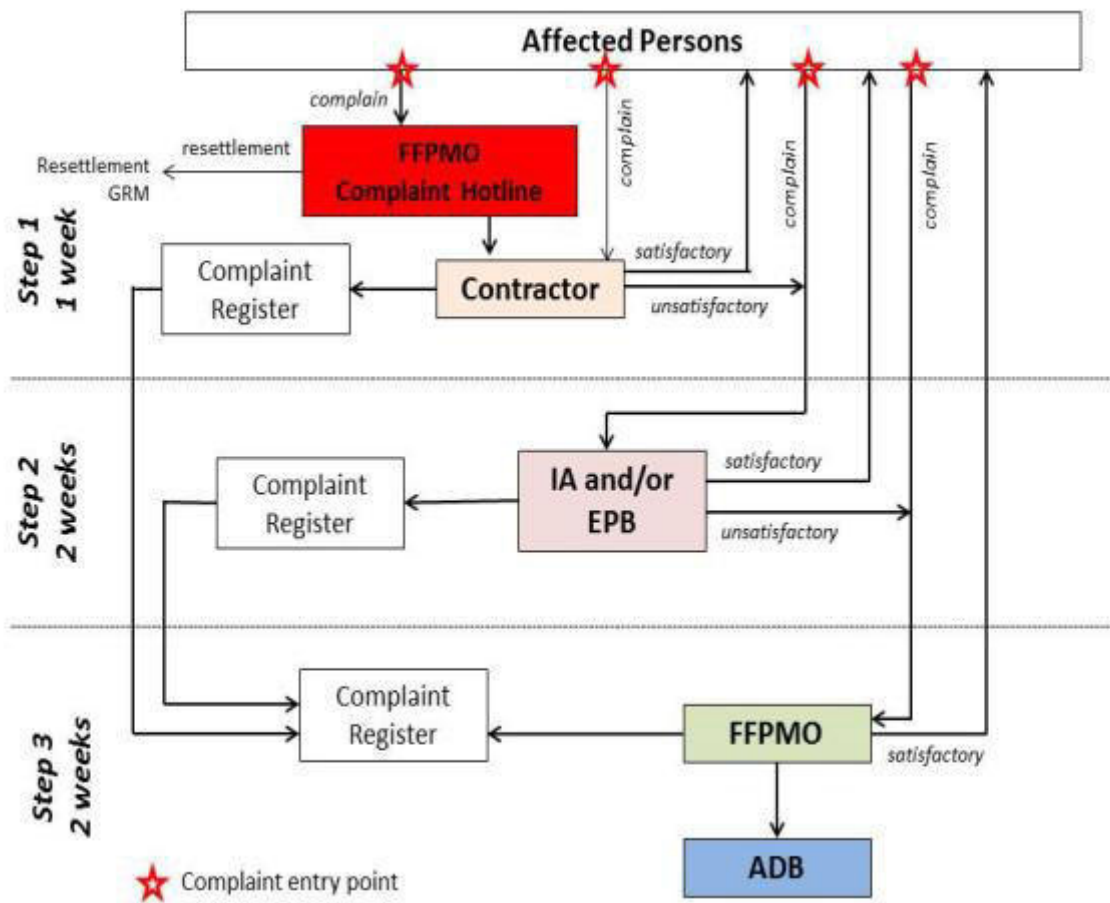 Affected Persons
complain
resettlement
Resettlement
GRM
FFPMO
Complaint Hotline
complain
complain
complain
Step 1
1 week
Complaint
Register
Contractor
satisfactory
unsatisfactory
Step 2
2 weeks
Complaint
Register
IA and/or
EPB
satisfactory
unsatisfactory
Step 3
2 weeks
Complaint
Register
FFPMO
satisfactory
ADB
Complaint entry point